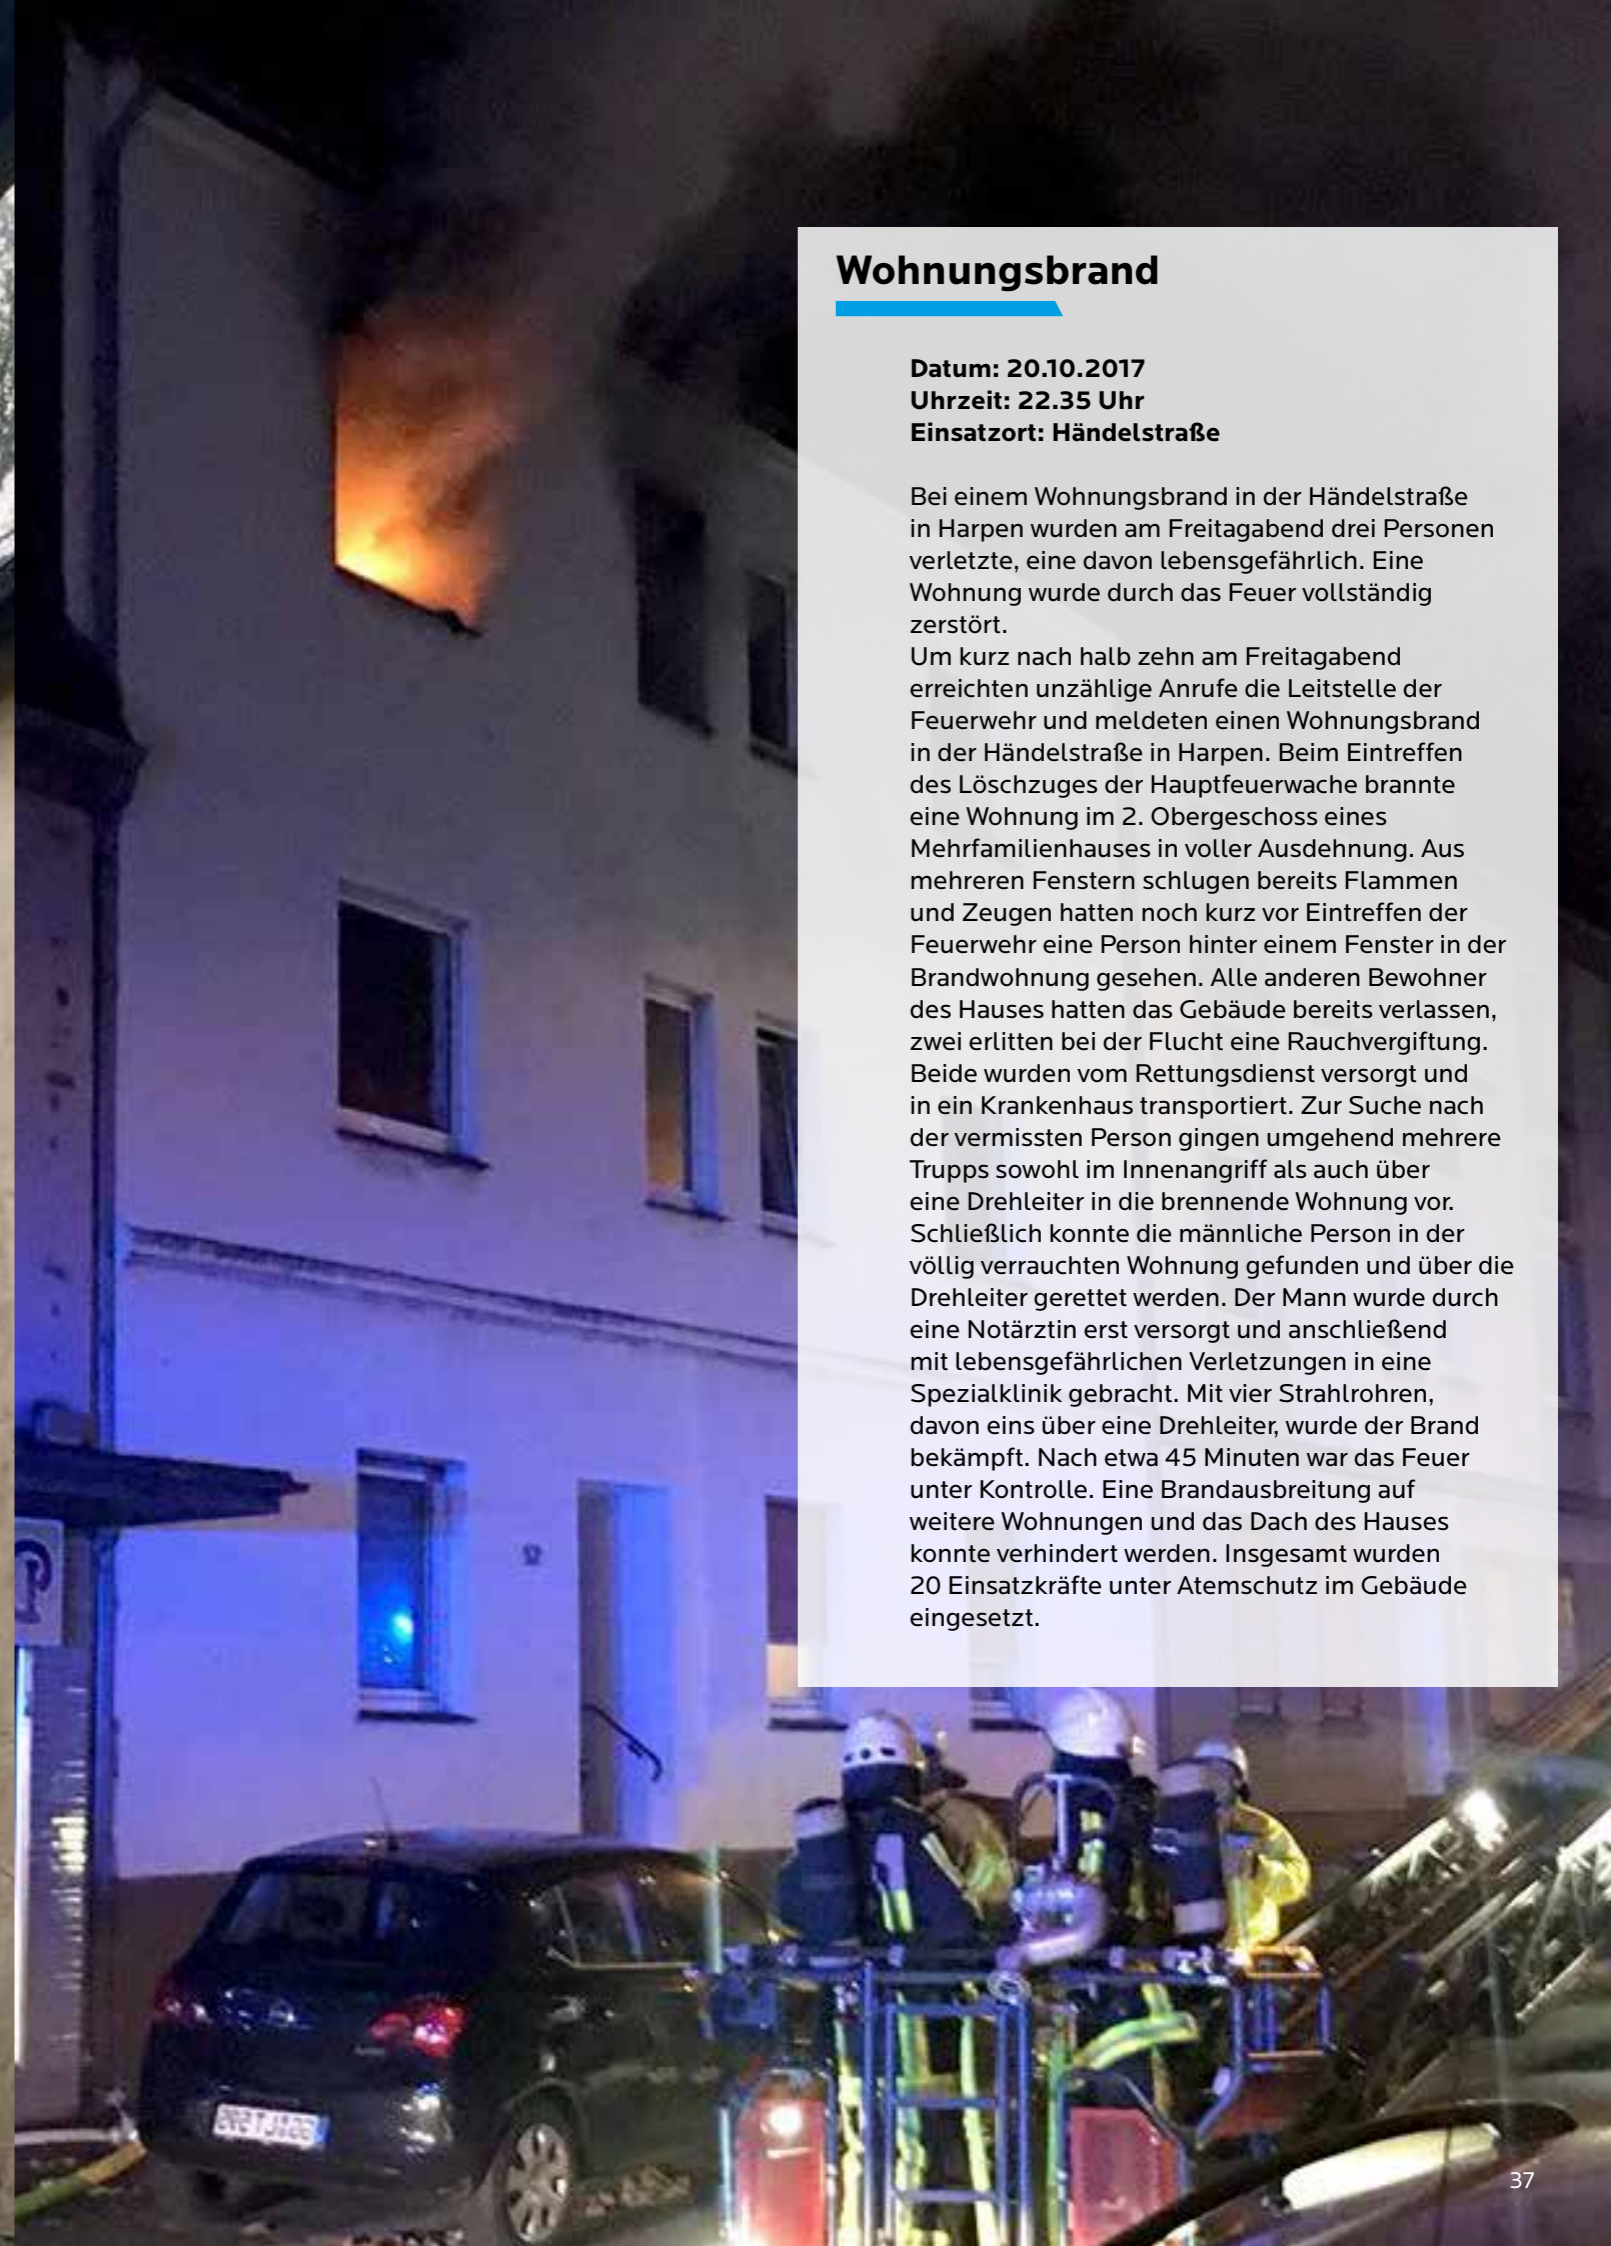 Wohnungsbrand
Datum: 20.10.2017
Uhrzeit: 22.35 Uhr
Einsatzort: Händelstraße
Bei einem Wohnungsbrand in der Händelstraße
in Harpen wurden am Freitagabend drei Personen
verletzte, eine davon lebensgefährlich. Eine
Wohnung wurde durch das Feuer vollständig
zerstört.
Um kurz nach halb zehn am Freitagabend
erreichten unzählige Anrufe die Leitstelle der
Feuerwehr und meldeten einen Wohnungsbrand
in der Händelstraße in Harpen. Beim Eintreffen
des Löschzuges der Hauptfeuerwache brannte
eine Wohnung im 2. Obergeschoss eines
Mehrfamilienhauses in voller Ausdehnung. Aus
mehreren Fenstern schlugen bereits Flammen
und Zeugen hatten noch kurz vor Eintreffen der
Feuerwehr eine Person hinter einem Fenster in der
Brandwohnung gesehen. Alle anderen Bewohner
des Hauses hatten das Gebäude bereits verlassen,
zwei erlitten bei der Flucht eine Rauchvergiftung.
Beide wurden vom Rettungsdienst versorgt und
in ein Krankenhaus transportiert. Zur Suche nach
der vermissten Person gingen umgehend mehrere
Trupps sowohl im Innenangriff als auch über
eine Drehleiter in die brennende Wohnung vor.
Schließlich konnte die männliche Person in der
völlig verrauchten Wohnung gefunden und über die
Drehleiter gerettet werden. Der Mann wurde durch
eine Notärztin erst versorgt und anschließend
mit lebensgefährlichen Verletzungen in eine
Spezialklinik gebracht. Mit vier Strahlrohren,
davon eins über eine Drehleiter, wurde der Brand
bekämpft. Nach etwa 45 Minuten war das Feuer
unter Kontrolle. Eine Brandausbreitung auf
weitere Wohnungen und das Dach des Hauses
konnte verhindert werden. Insgesamt wurden
20 Einsatzkräfte unter Atemschutz im Gebäude
eingesetzt.
37